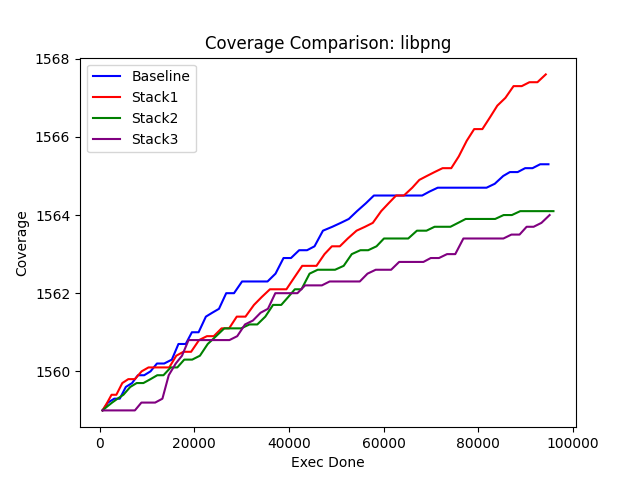 Coverage Comparison: libpng
Baseline
Stack1
Stack2
Stack3
Coverage
1568
1566
1564
1562
1560
0
20000
40000
60000
80000
100000
Exec Done